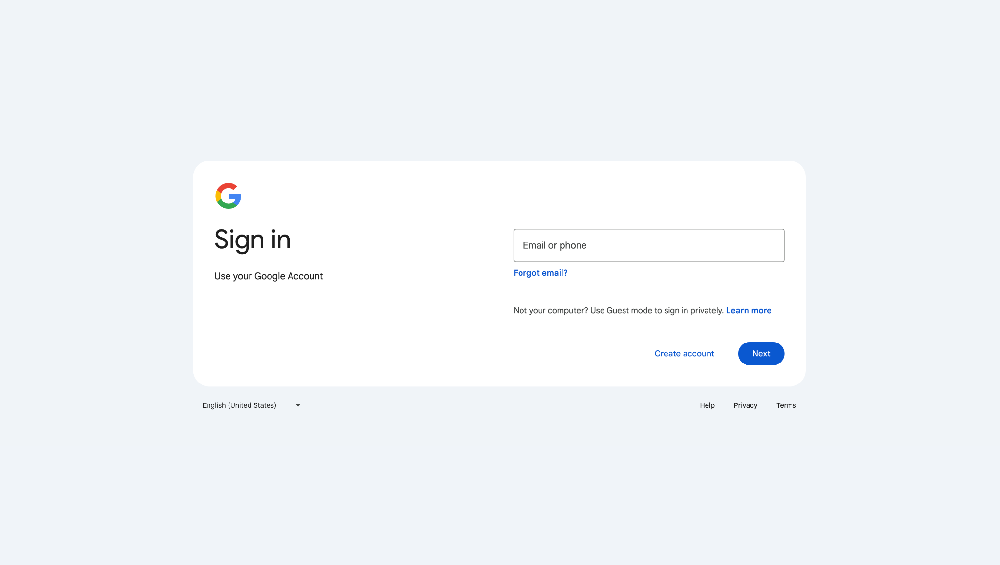 Sign in
Use your Google Account
Email or phone
Forgot email?
Not your computer? Use Guest mode to sign in privately. Learn more
Create account
Next
English (United States)
Help
Privacy
Terms